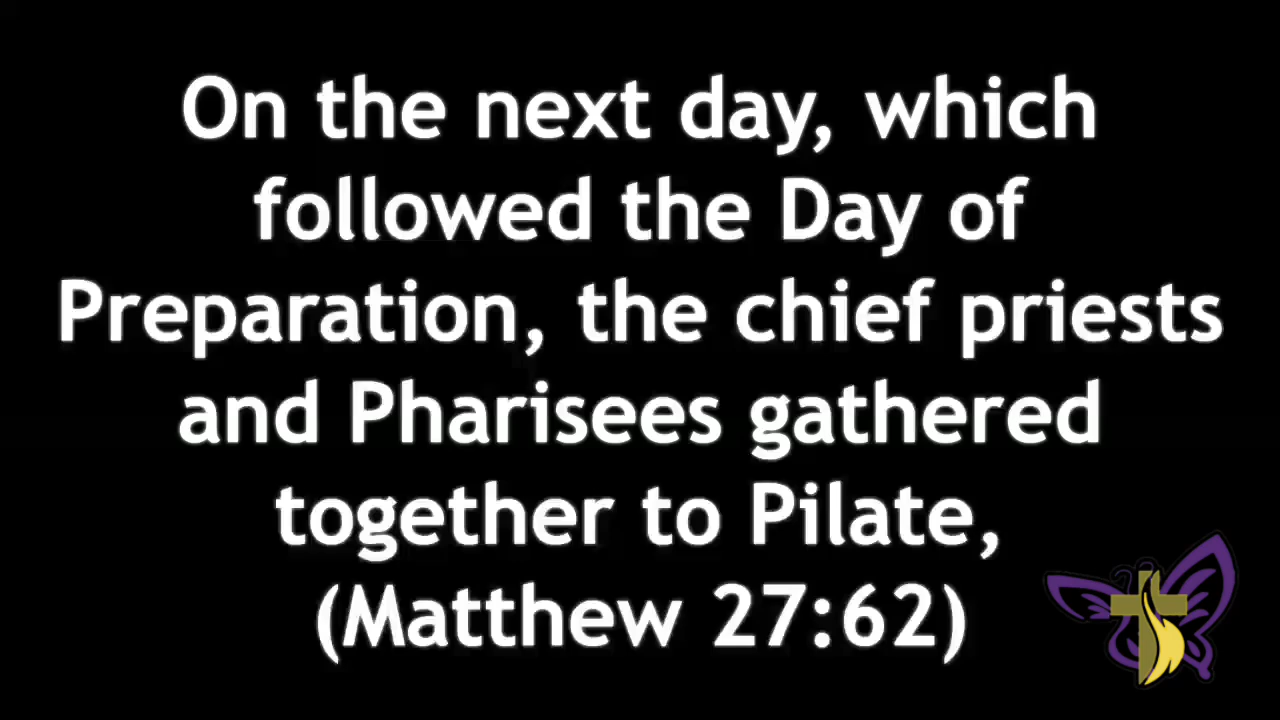 On the next day, which
followed the Day of
Preparation, the chief priests
and Pharisees gathered
together to Pilate,
(Matthew 27:62)